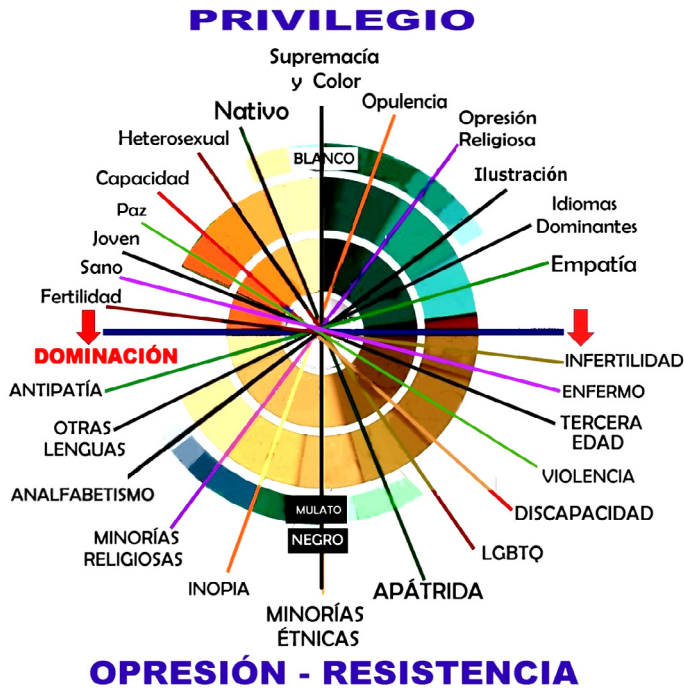 PRIVILEGIO
Supremacía
y Color
Nativo
Opulencia
Heterosexual
Opresión
Religiosa
BLANCO
Capacidad
Ilustración
Paz
Idiomas
Dominantes
Joven
Sano
Empatía
Fertilidad
DOMINACIÓN
INFERTILIDAD
ANTIPATÍA
ENFERMO
OTRAS
LENGUAS
TERCERA
EDAD
VIOLENCIA
ANALFABETISMO
MULATO
DISCAPACIDAD
MINORÍAS
RELIGIOSAS
NEGRO
LGBTQ
INOPIA
APÁTRIDA
MINORÍAS
ÉTNICAS
OPRESIÓN - RESISTENCIA